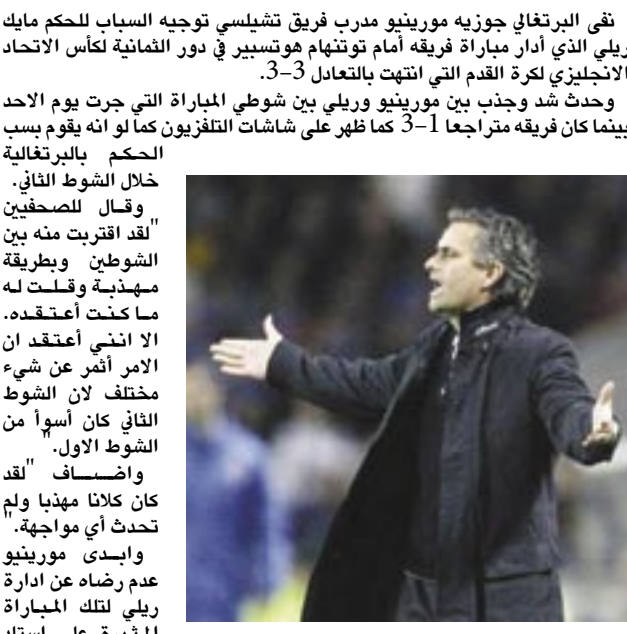 نفى البرتغالي جوزيه مورينيو مدرب فريق تشيلسي توجيه السباب للحكم مايك
ريلي الذي أدار مباراة فريقه أمام توتنهام هوتسبير في دور الثمانية لكأس الاتحاد
الانجليزي لكرة القدم التي انتهت بالتعادل 3–3.
وحدث شد وجذب بين مورينيو وريلي بين شوطي المباراة التي جرت يوم الاحد
بينما كان فريقه متراجعا 1–3 كما ظهر على شاشات التلفزيون كما لو انه يقوم بسب
الحكم بالبرتغالية
خلال الشوط الثاني.
وقال للصحفيين
"لقد اقتربت منه بين
الشوطين وبطريقة
مهذبة وقلت له
ما كنت أعتقده.
الا انني أعتقد ان
الامر أثمر عن شيء
مختلف لان الشوط
الثاني كان أسوأ من
الشوط الاول."
واضاف "لقد
كان كلانا مهذبا ولم
تحدث أي مواجهة."
وابدى مورينيو
عدم رضاه عن ادارة
ريلي لتلك المباراة
المثيرة على استاد